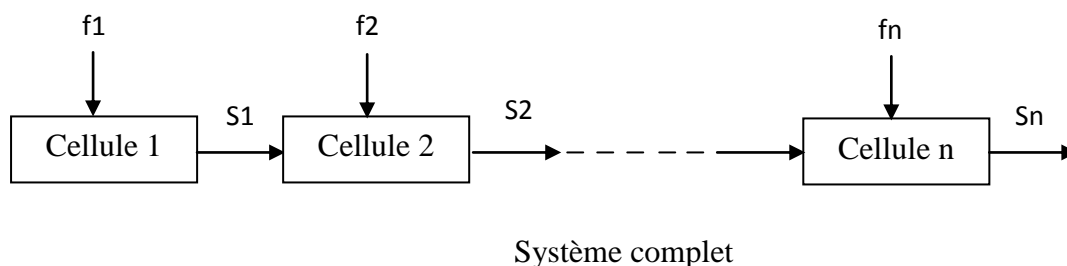 f1 f2 fn
S1 S2 Sn
Cellule 1 Cellule 2 Cellule n
Système complet